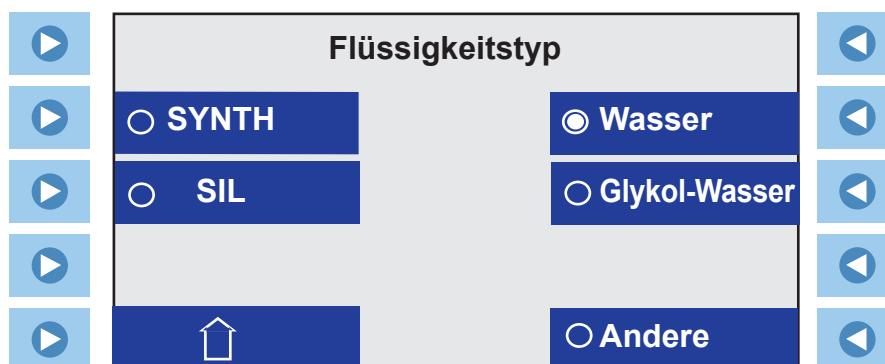 Flüssigkeitstyp
SYNTH
Wasser
SIL
Glykol-Wasser
Andere